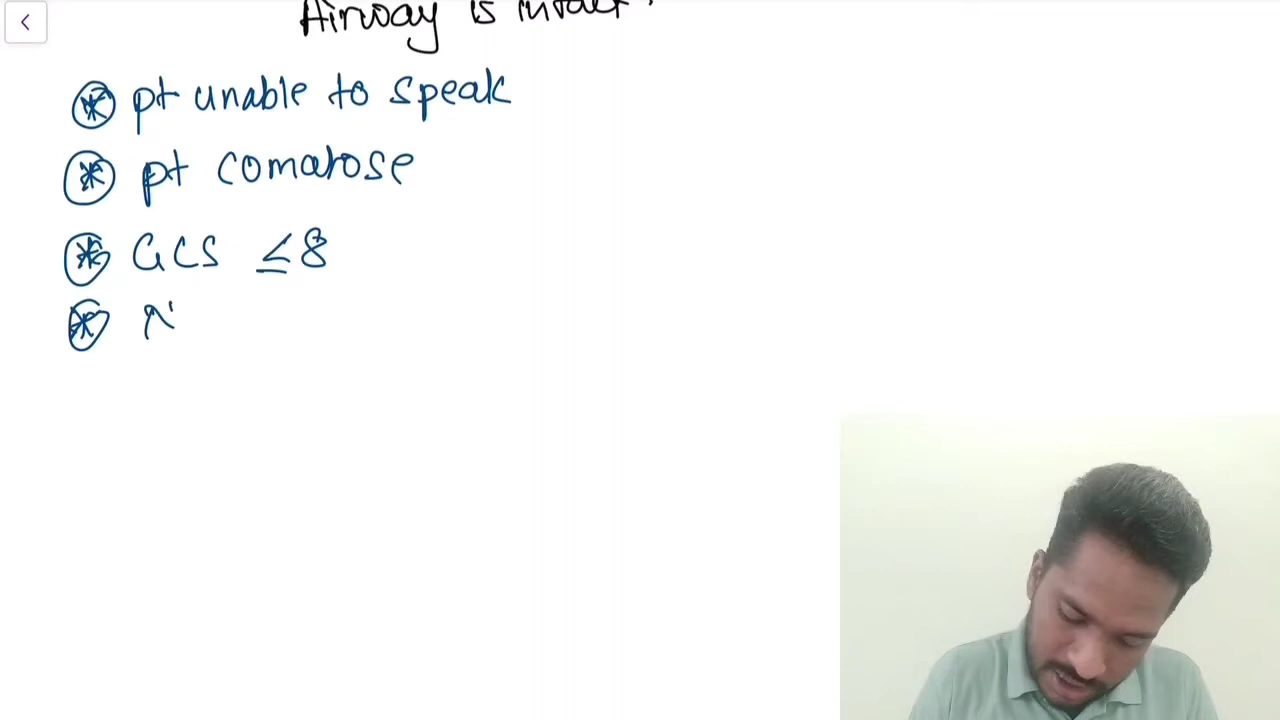 Airway is intact.
* pt unable to speak
* pt comatose
* GCS ≤8
*